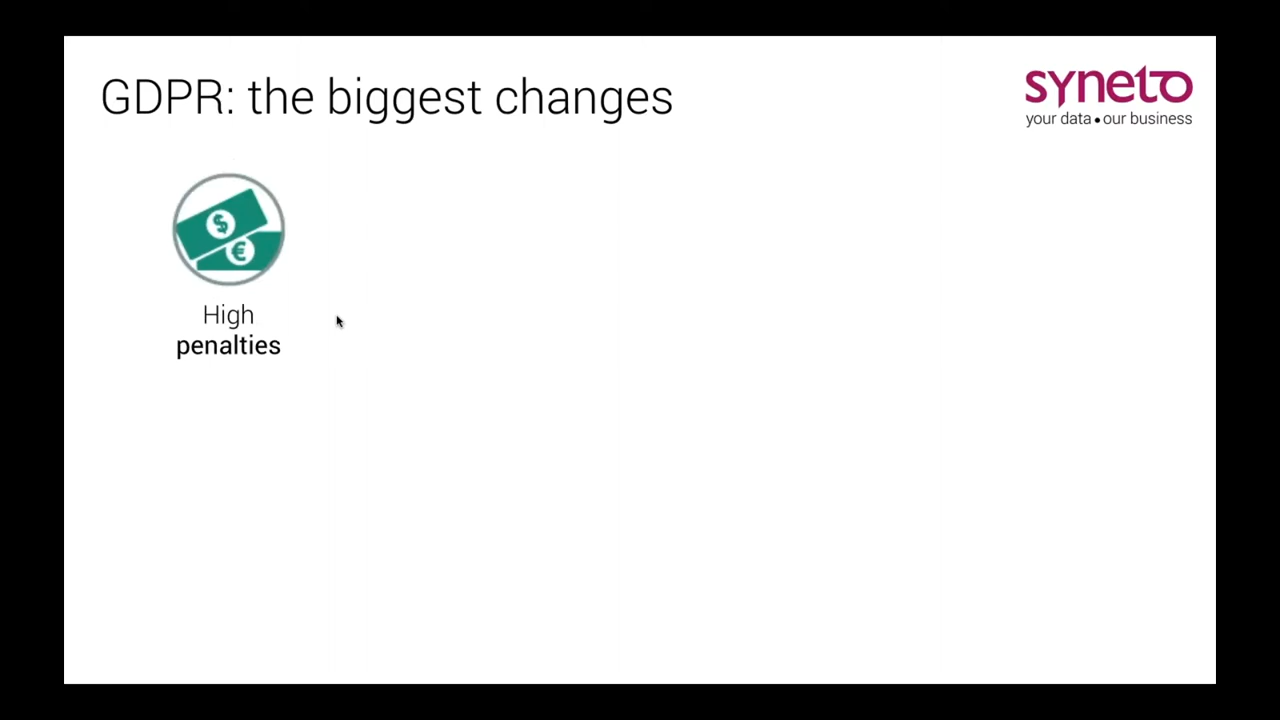 GDPR: the biggest changes
syneto
your data • our business
$
€
High
penalties